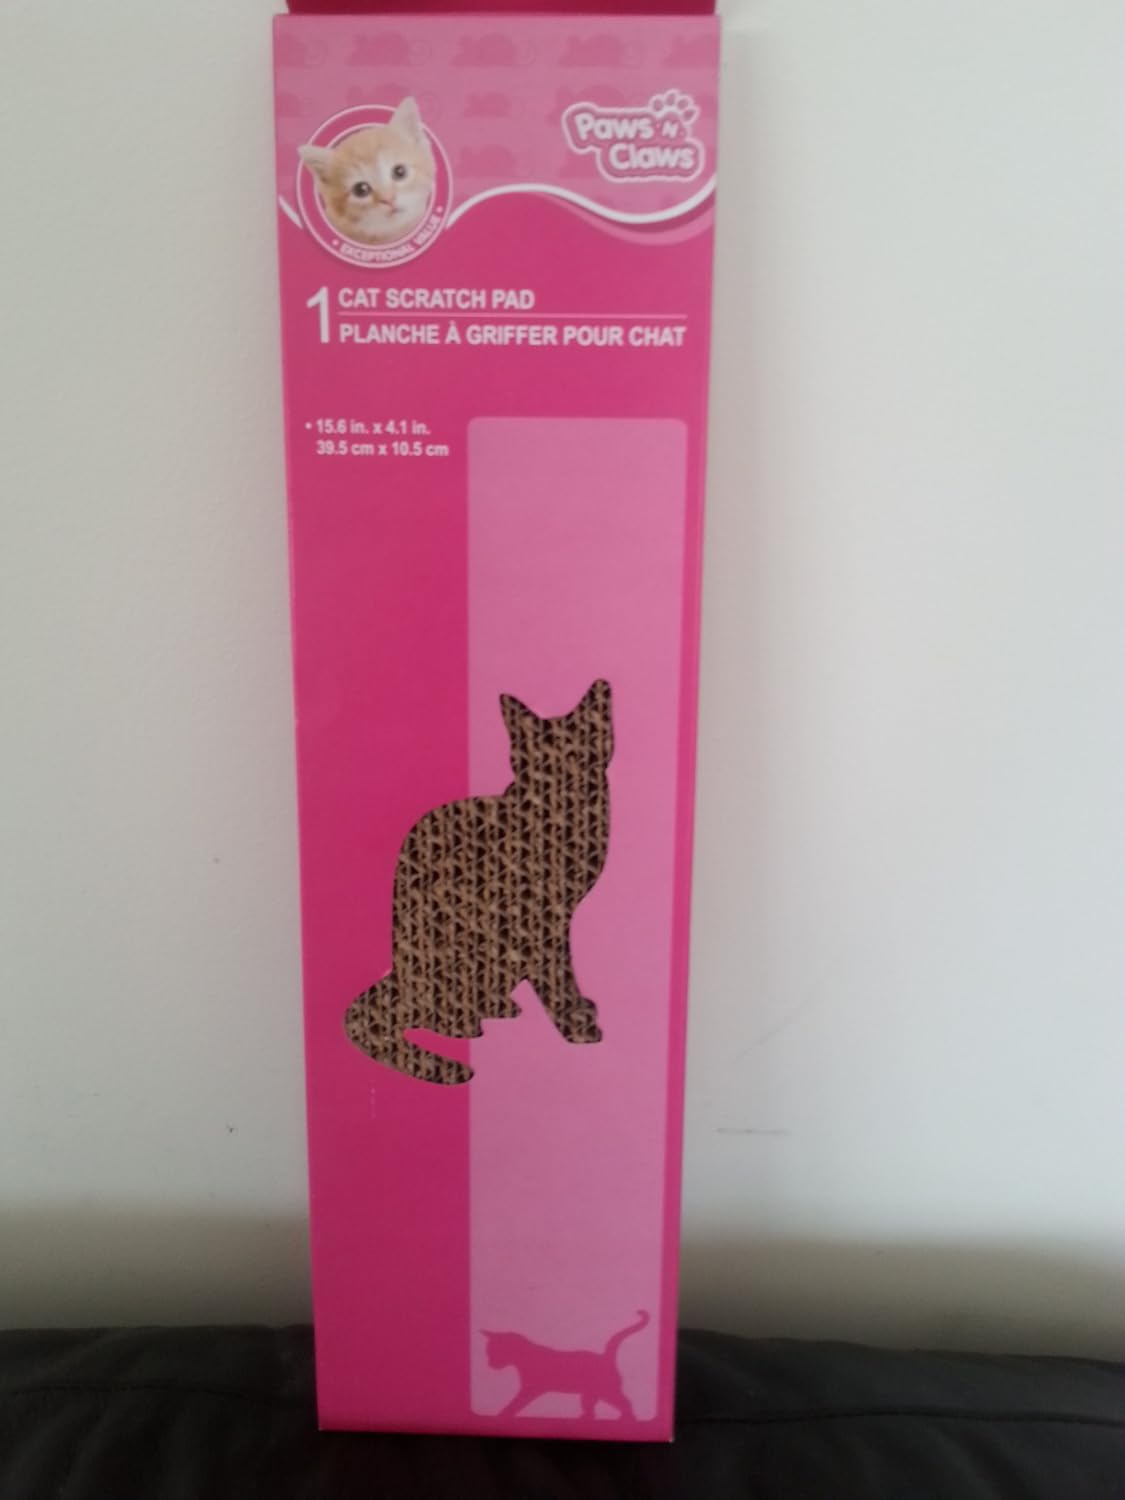 Paws 'N
Claws
• EXCEPTIONAL VALUE •
1 CAT SCRATCH PAD
PLANCHE À GRIFFER POUR CHAT
• 15.6 in. x 4.1 in.
39.5 cm x 10.5 cm